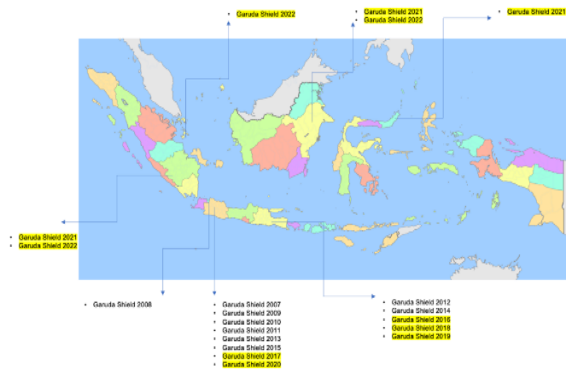 • Garuda Shield 2022
• Garuda Shield 2021
• Garuda Shield 2022
• Garuda Shield 2021
• Garuda Shield 2021
• Garuda Shield 2022
• Garuda Shield 2008
• Garuda Shield 2007
• Garuda Shield 2009
• Garuda Shield 2010
• Garuda Shield 2011
• Garuda Shield 2013
• Garuda Shield 2015
• Garuda Shield 2017
• Garuda Shield 2020
• Garuda Shield 2012
• Garuda Shield 2014
• Garuda Shield 2016
• Garuda Shield 2018
• Garuda Shield 2019